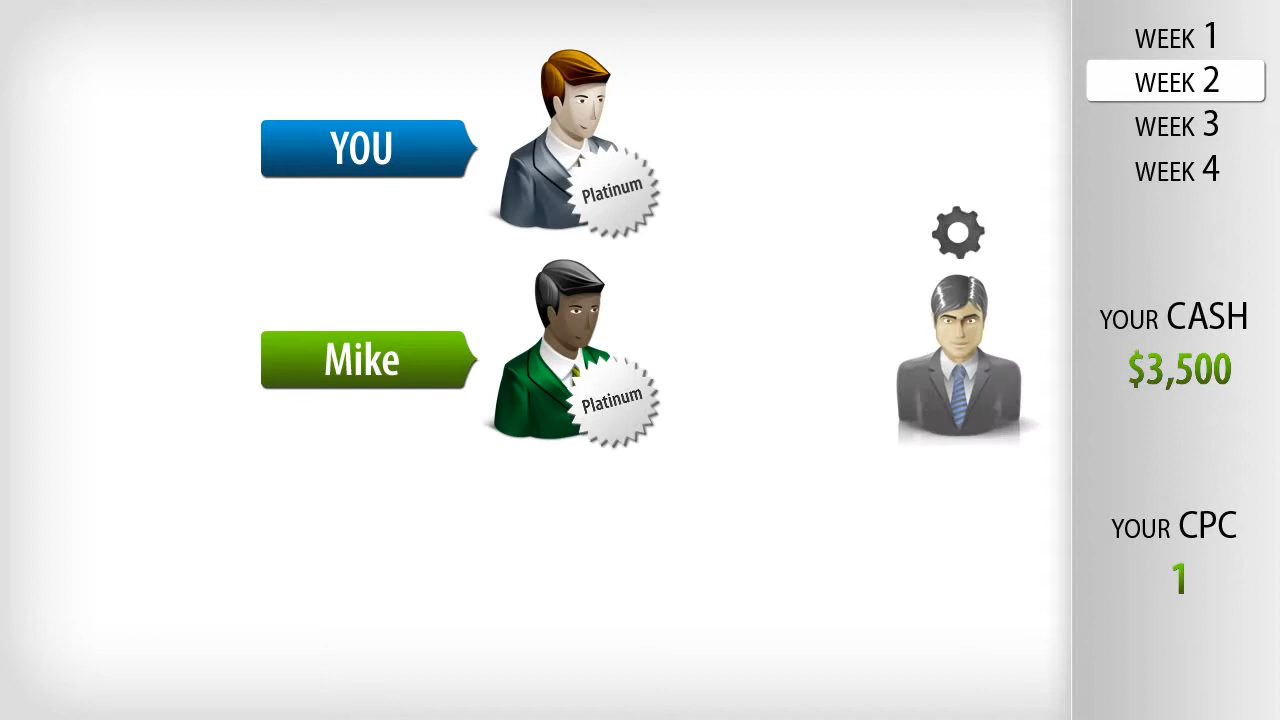 YOU
Platinum
Mike
Platinum
WEEK 1
WEEK 2
WEEK 3
WEEK 4
YOUR CASH
$3,500
YOUR CPC
1